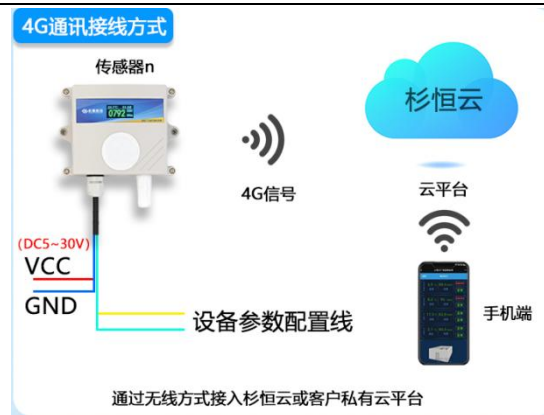 4G通讯接线方式
传感器n
0792
杉恒云
4G信号
云平台
(DC5~30V)
VCC
GND
设备参数配置线
手机端
通过无线方式接入杉恒云或客户私有云平台